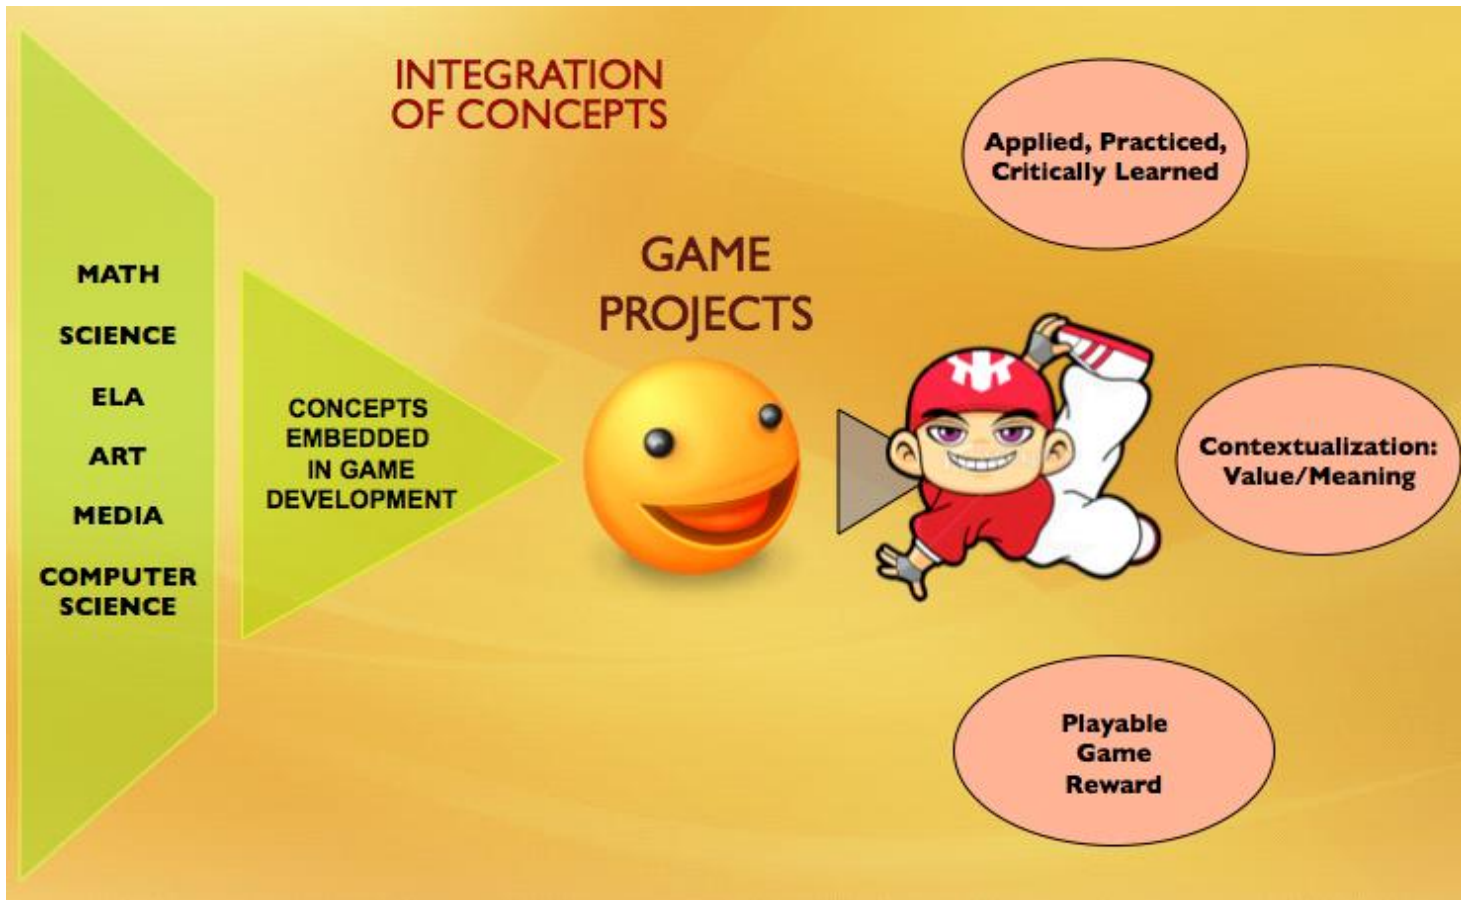 INTEGRATION
OF CONCEPTS
MATH
SCIENCE
ELA
ART
MEDIA
COMPUTER
SCIENCE
CONCEPTS
EMBEDDED
IN GAME
DEVELOPMENT
GAME
PROJECTS
Applied, Practiced,
Critically Learned
Contextualization:
Value/Meaning
Playable
Game
Reward